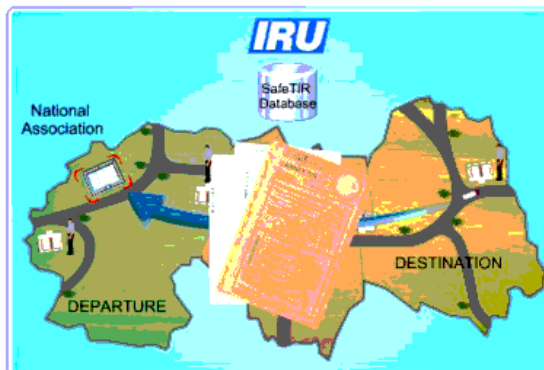 IRU
SafeTIR
Database
National
Association
DESTINATION
DEPARTURE